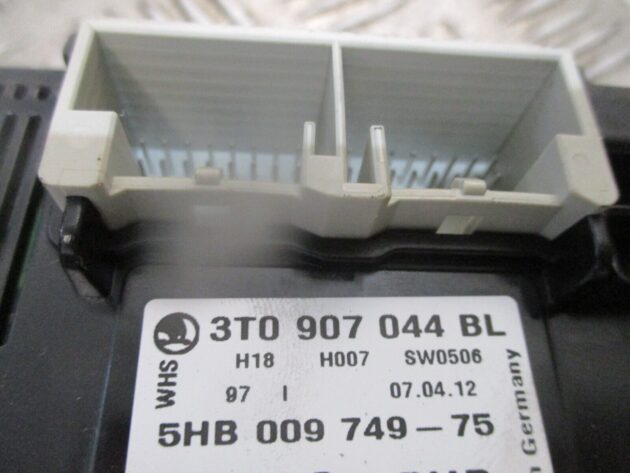 3T0 907 044 BL
H18 H007 SW0506
97 I 07.04.12
5HB 009 749-75
WHS
Germany